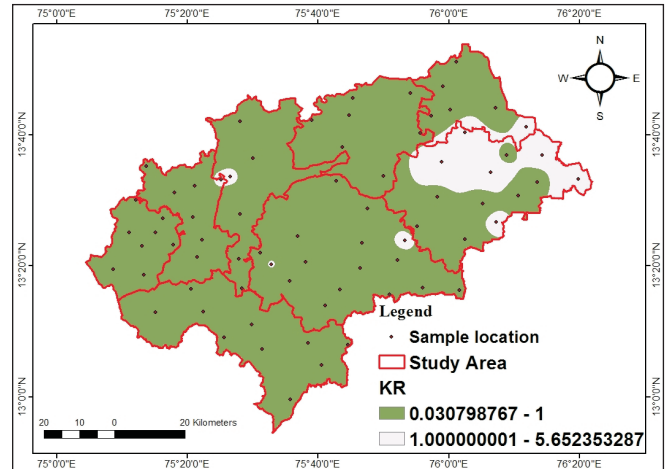 75°0'0"E 75°20'0"E 75°40'0"E 76°0'0"E 76°20'0"E
N
W E
S
13°40'0"N 13°40'0"N
13°20'0"N 13°20'0"N
13°0'0"N 13°0'0"N
Legend
Sample location
Study Area
KR
0.030798767 - 1
1.000000001 - 5.652353287
20 10 0 20 Kilometers
75°0'0"E 75°20'0"E 75°40'0"E 76°0'0"E 76°20'0"E